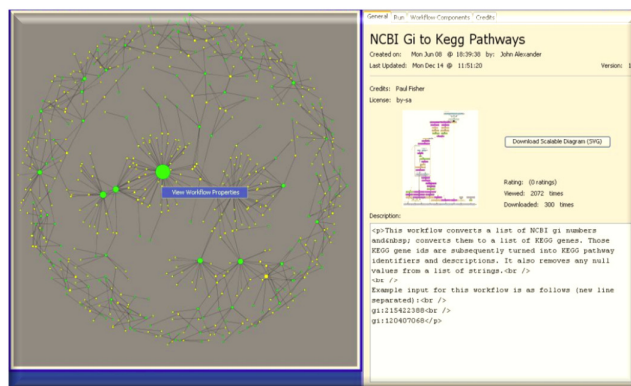 General Run Workflow Components Credits
NCBI Gi to Kegg Pathways
Created on: Mon Jun 08 @ 18:39:38 by: John Alexander
Last Updated: Mon Dec 14 @ 11:51:20 Version: 1
Credits: Paul Fisher
License: by-sa
Download Scalable Diagram (SVG)
View Workflow Properties
Rating: (0 ratings)
Viewed: 2072 times
Downloaded: 300 times
Description:
<p>This workflow converts a list of NCBI gi numbers
and&nbsp; converts them to a list of KEGG genes. Those
KEGG gene ids are subsequently turned into KEGG pathway
identifiers and descriptions. It also removes any null
values from a list of strings.<br />
<br />
Example input for this workflow is as follows (new line
separated):<br />
gi:215422388<br />
gi:120407068</p>